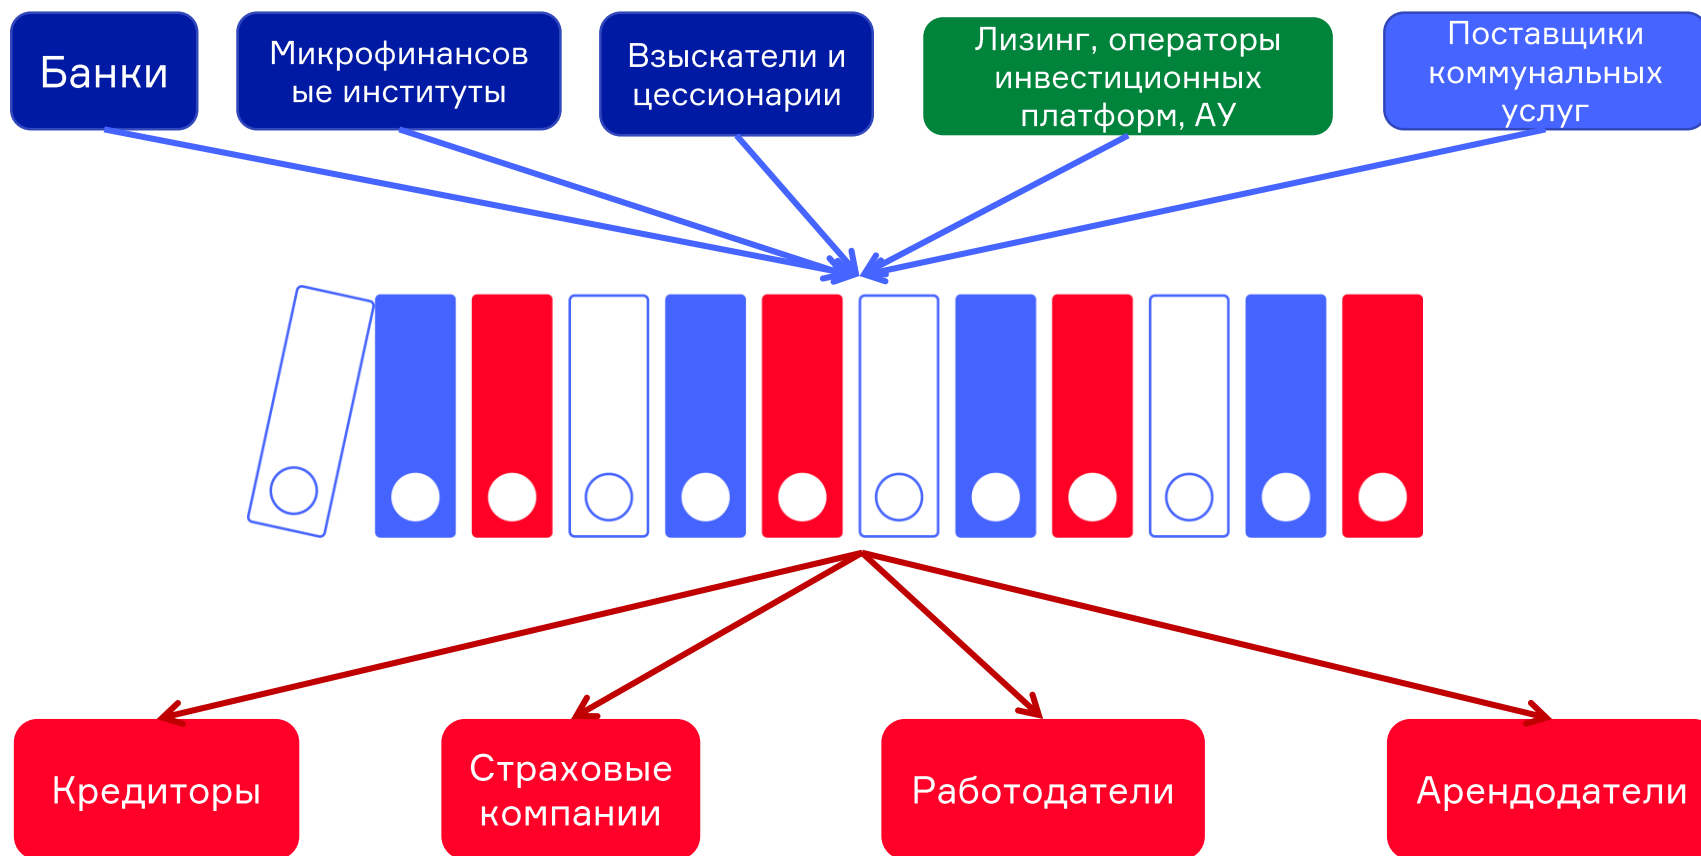 Банки
Микрофинансов
ые институты
Взыскатели и
цессионарии
Лизинг, операторы
инвестиционных
платформ, АУ
Поставщики
коммунальных
услуг
Кредиторы
Страховые
компании
Работодатели
Арендодатели